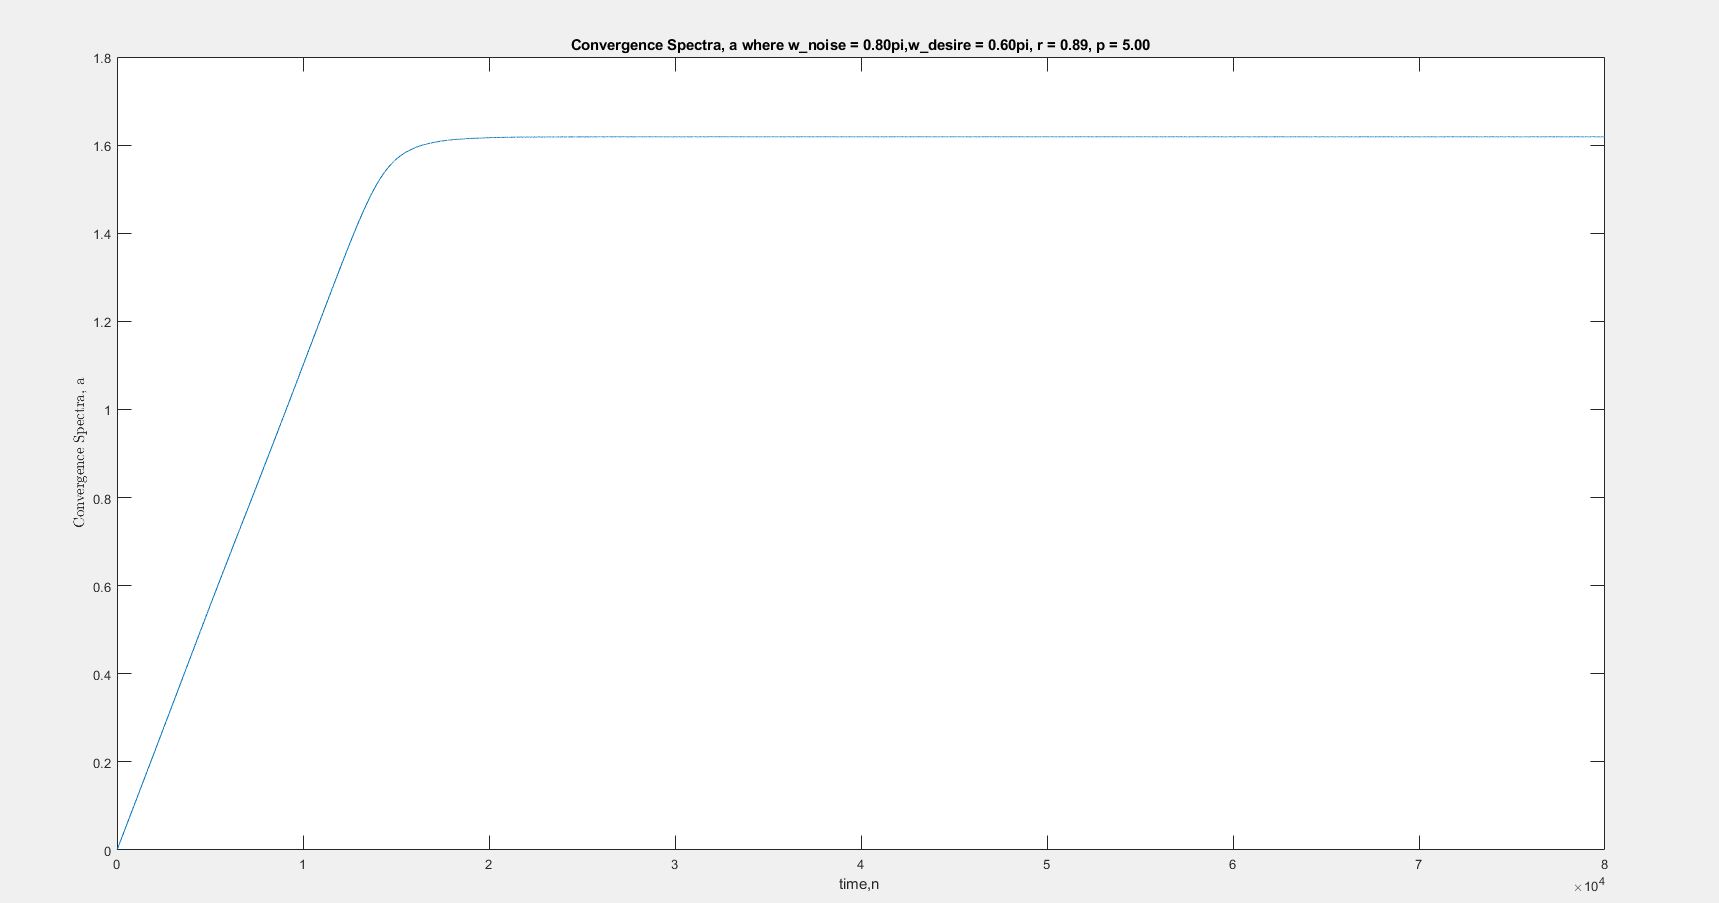 Convergence Spectra, a where w_noise = 0.80pi,w_desire = 0.60pi, r = 0.89, p = 5.00
1.8
1.6
1.4
1.2
1
0.8
0.6
0.4
0.2
0
Convergence Spectra, a
0 1 2 3 4 5 6 7 8
time,n
×10^4